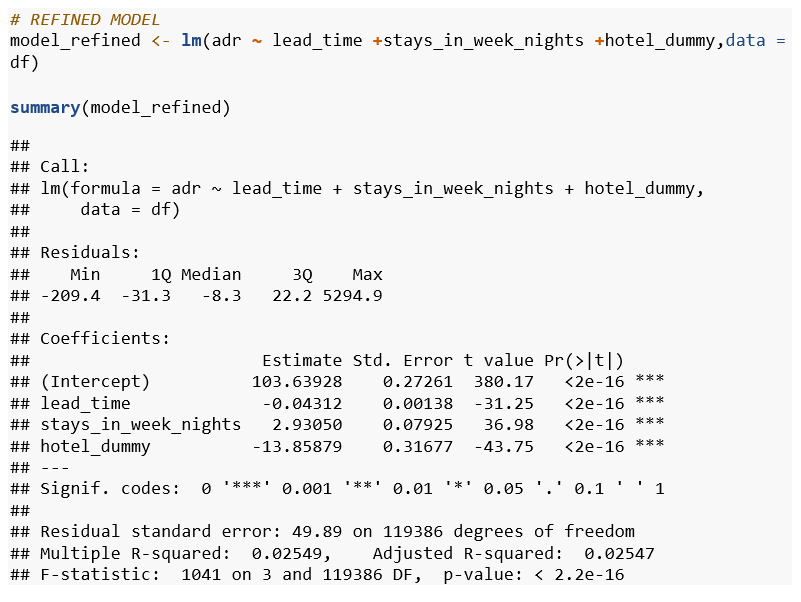 # REFINED MODEL
model_refined <- lm(adr ~ lead_time +stays_in_week_nights +hotel_dummy,data =
df)
summary(model_refined)
##
## Call:
## lm(formula = adr ~ lead_time + stays_in_week_nights + hotel_dummy,
##     data = df)
##
## Residuals:
##    Min     1Q Median     3Q    Max
## -209.4  -31.3   -8.3   22.2 5294.9
##
## Coefficients:
##                       Estimate Std. Error t value Pr(>|t|)
## (Intercept)          103.63928    0.27261  380.17   <2e-16 ***
## lead_time             -0.04312    0.00138  -31.25   <2e-16 ***
## stays_in_week_nights   2.93050    0.07925   36.98   <2e-16 ***
## hotel_dummy          -13.85879    0.31677  -43.75   <2e-16 ***
## ---
## Signif. codes:  0 '***' 0.001 '**' 0.01 '*' 0.05 '.' 0.1 ' ' 1
##
## Residual standard error: 49.89 on 119386 degrees of freedom
## Multiple R-squared:  0.02549,    Adjusted R-squared:  0.02547
## F-statistic:  1041 on 3 and 119386 DF,  p-value: < 2.2e-16